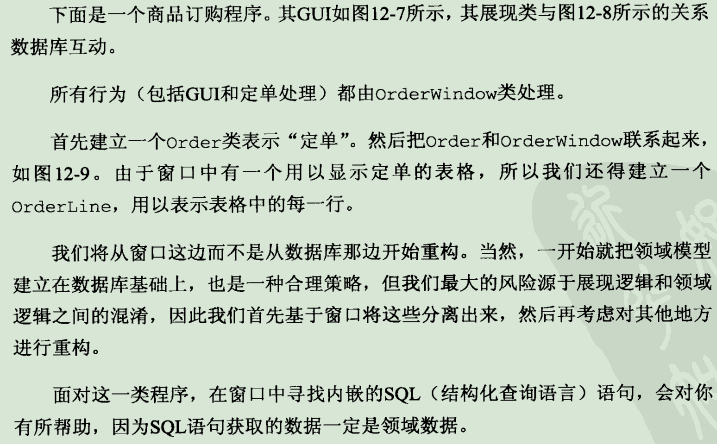 下面是一个商品订购程序。其GUI如图12-7所示，其展现类与图12-8所示的关系
数据库互动。
所有行为（包括GUI和定单处理）都由OrderWindow类处理。
首先建立一个Order类表示“定单”。然后把Order和OrderWindow联系起来，
如图12-9。由于窗口中有一个用以显示定单的表格，所以我们还得建立一个
OrderLine，用以表示表格中的每一行。
我们将从窗口这边而不是从数据库那边开始重构。当然，一开始就把领域模型
建立在数据库基础上，也是一种合理策略，但我们最大的风险源于展现逻辑和领域
逻辑之间的混淆，因此我们首先基于窗口将这些分离出来，然后再考虑对其他地方
进行重构。
面对这一类程序，在窗口中寻找内嵌的SQL（结构化查询语言）语句，会对你
有所帮助，因为SQL语句获取的数据一定是领域数据。